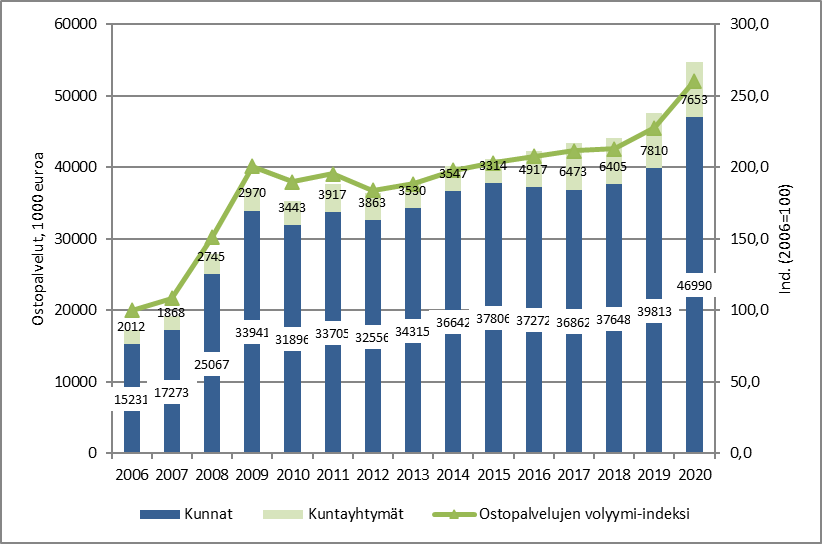 60000
50000
40000
30000
20000
10000
0
Ostopalvelut, 1000 euroa
300,0
250,0
200,0
150,0
100,0
50,0
0,0
Ind. (2006=100)
2012 1868 2745 2970 3443 3917 3863 3530 3547 3314 4917 6473 6405 7810 7653
15231 17273 25067 33941 31896 33705 32556 34315 36642 37806 37272 36862 37648 39813 46990
2006 2007 2008 2009 2010 2011 2012 2013 2014 2015 2016 2017 2018 2019 2020
Kunnat Kuntayhtymät Ostopalvelujen volyymi-indeksi